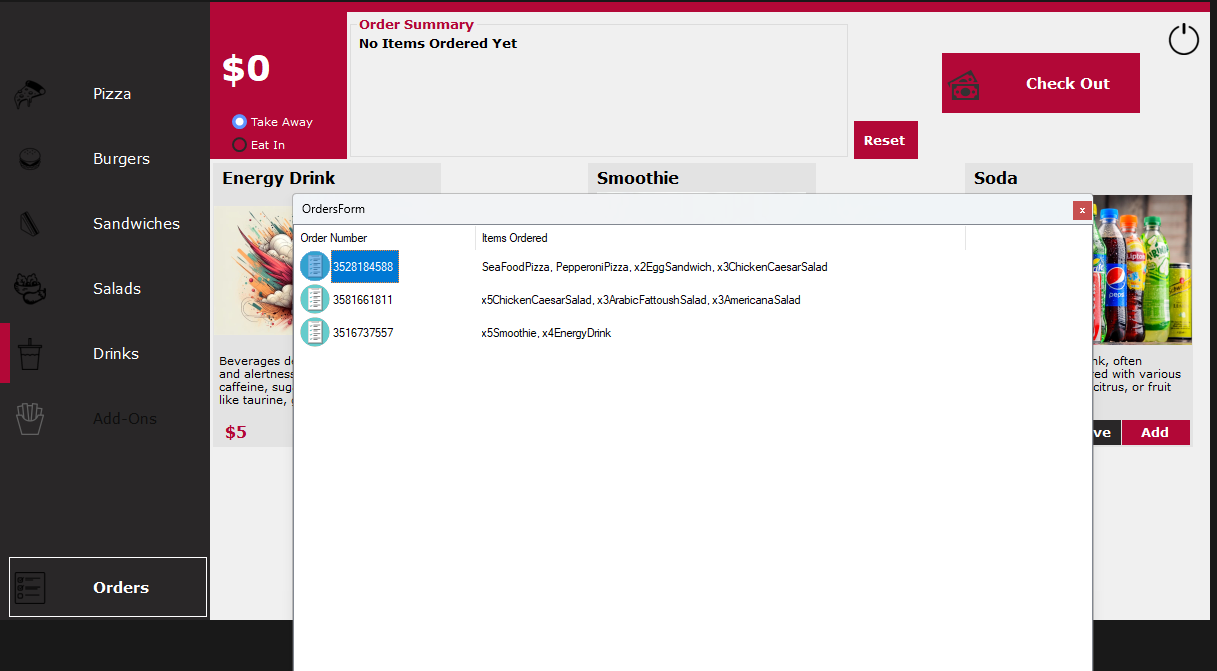 Order Summary
No Items Ordered Yet
$0
Take Away
Eat In
Check Out
Reset
Pizza
Burgers
Sandwiches
Salads
Drinks
Add-Ons
Orders
Energy Drink
Smoothie
Soda
OrdersForm
x
Order Number
Items Ordered
3528184588
SeaFoodPizza, PepperoniPizza, x2EggSandwich, x3ChickenCaesarSalad
3581661811
x5ChickenCaesarSalad, x3ArabicFattoushSalad, x3AmericanaSalad
3516737557
x5Smoothie, x4EnergyDrink
pepsi
Lipton
Beverages
and alertness
caffeine,
like taurine,
$5
often
with various
citrus, or fruit
Add